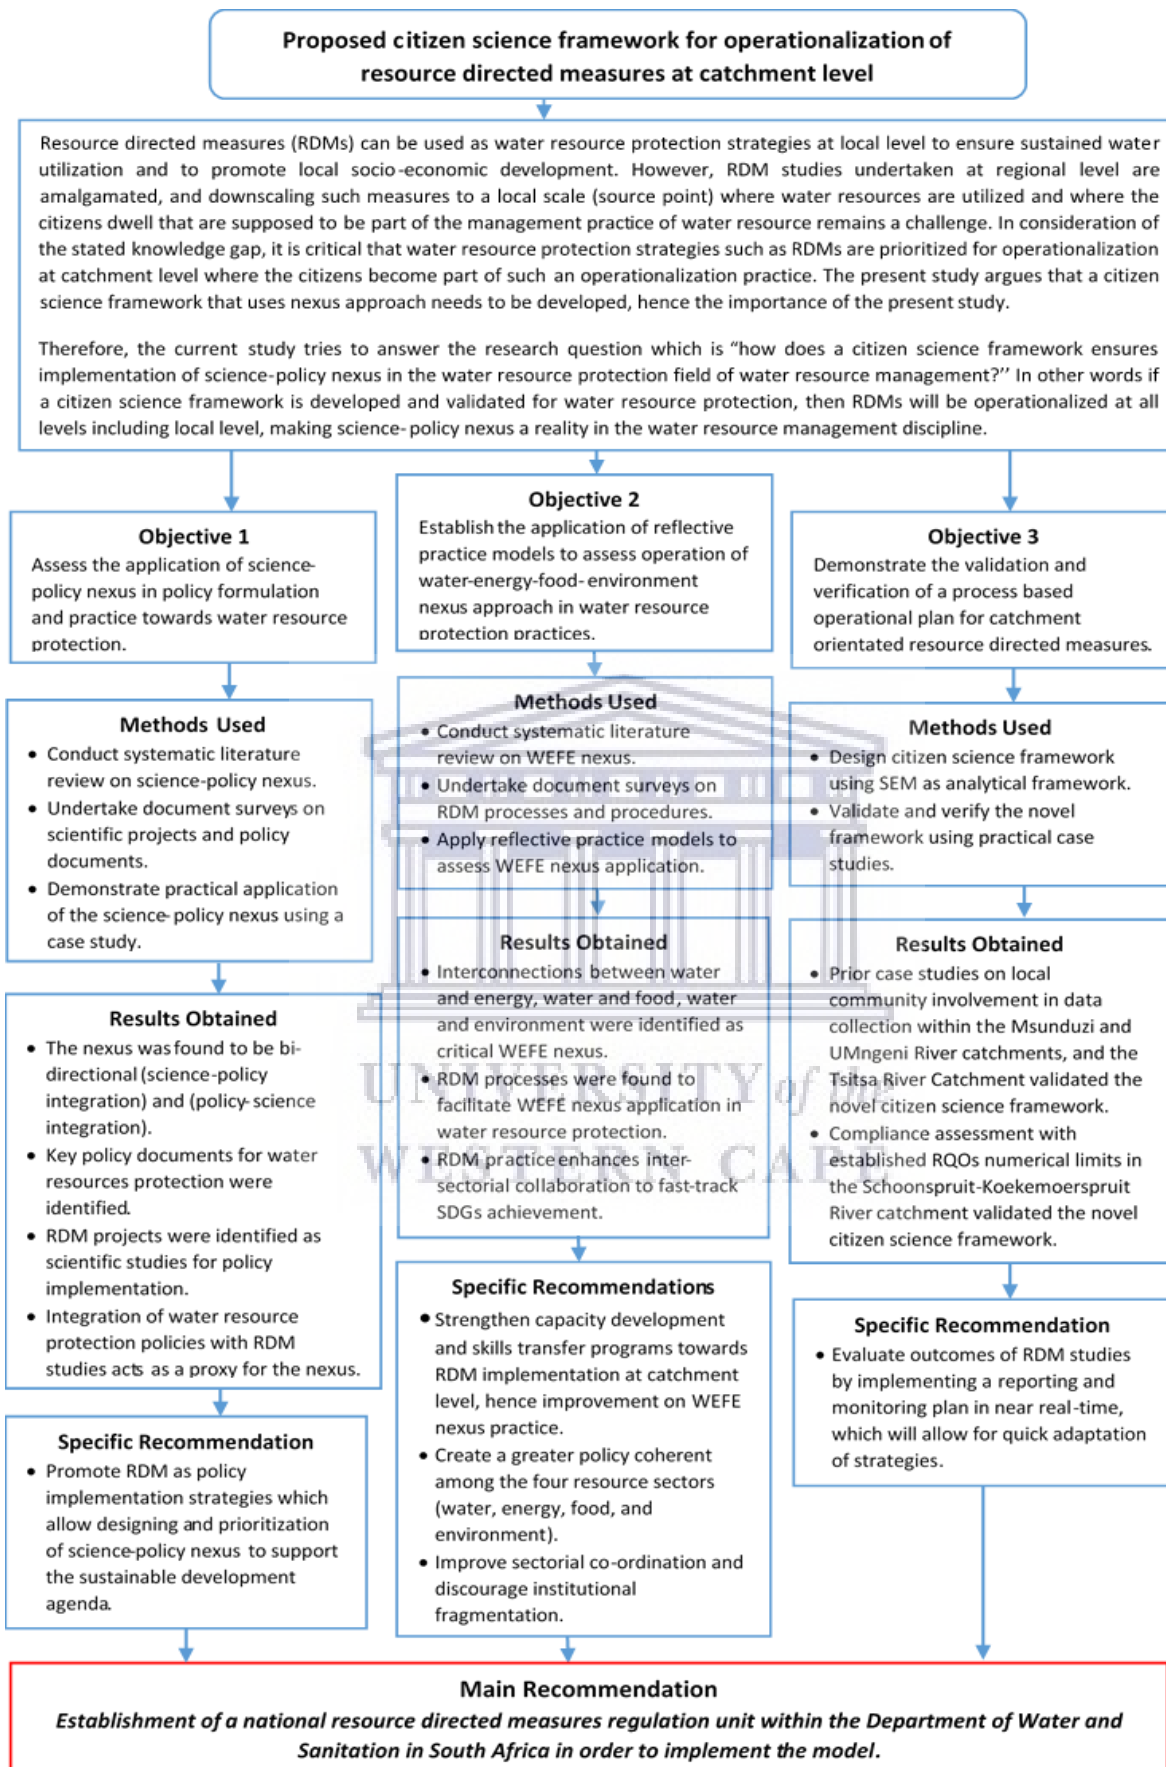 Proposed citizen science framework for operationalization of
resource directed measures at catchment level
Resource directed measures (RDMs) can be used as water resource protection strategies at local level to ensure sustained water
utilization and to promote local socio-economic development. However, RDM studies undertaken at regional level are
amalgamated, and downscaling such measures to a local scale (source point) where water resources are utilized and where the
citizens dwell that are supposed to be part of the management practice of water resource remains a challenge. In consideration of
the stated knowledge gap, it is critical that water resource protection strategies such as RDMs are prioritized for operationalization
at catchment level where the citizens become part of such an operationalization practice. The present study argues that a citizen
science framework that uses nexus approach needs to be developed, hence the importance of the present study.
Therefore, the current study tries to answer the research question which is “how does a citizen science framework ensures
implementation of science-policy nexus in the water resource protection field of water resource management?’’ In other words if
a citizen science framework is developed and validated for water resource protection, then RDMs will be operationalized at all
levels including local level, making science-policy nexus a reality in the water resource management discipline.
Objective 1
Assess the application of science-
policy nexus in policy formulation
and practice towards water resource
protection.
Methods Used
• Conduct systematic literature
review on science-policy nexus.
• Undertake document surveys on
scientific projects and policy
documents.
• Demonstrate practical application
of the science-policy nexus using a
case study.
Results Obtained
• The nexus was found to be bi-
directional (science-policy
integration) and (policy-science
integration).
• Key policy documents for water
resources protection were
identified.
• RDM projects were identified as
scientific studies for policy
implementation.
• Integration of water resource
protection policies with RDM
studies acts as a proxy for the nexus.
Specific Recommendation
• Promote RDM as policy
implementation strategies which
allow designing and prioritization
of science-policy nexus to support
the sustainable development
agenda.
Objective 2
Establish the application of reflective
practice models to assess operation of
water-energy-food-environment
nexus approach in water resource
protection practices.
Methods Used
• Conduct systematic literature
review on WEFE nexus.
• Undertake document surveys on
RDM processes and procedures.
• Apply reflective practice models to
assess WEFE nexus application.
Results Obtained
• Interconnections between water
and energy, water and food, water
and environment were identified as
critical WEFE nexus.
• RDM processes were found to
facilitate WEFE nexus application in
water resource protection.
• RDM practice enhances inter-
sectorial collaboration to fast-track
SDGs achievement.
Specific Recommendations
• Strengthen capacity development
and skills transfer programs towards
RDM implementation at catchment
level, hence improvement on WEFE
nexus practice.
• Create a greater policy coherent
among the four resource sectors
(water, energy, food, and
environment).
• Improve sectorial co-ordination and
discourage institutional
fragmentation.
Objective 3
Demonstrate the validation and
verification of a process based
operational plan for catchment
orientated resource directed measures.
Methods Used
• Design citizen science framework
using SEM as analytical framework.
• Validate and verify the novel
framework using practical case
studies.
Results Obtained
• Prior case studies on local
community involvement in data
collection within the Msunduzi and
UMngeni River catchments, and the
Tsitsa River Catchment validated the
novel citizen science framework.
• Compliance assessment with
established RQOs numerical limits in
the Schoonspruit-Koekemoerspruit
River catchment validated the novel
citizen science framework.
Specific Recommendation
• Evaluate outcomes of RDM studies
by implementing a reporting and
monitoring plan in near real-time,
which will allow for quick adaptation
of strategies.
Main Recommendation
Establishment of a national resource directed measures regulation unit within the Department of Water and
Sanitation in South Africa in order to implement the model.
UNIVERSITY of the
WESTERN CAPE